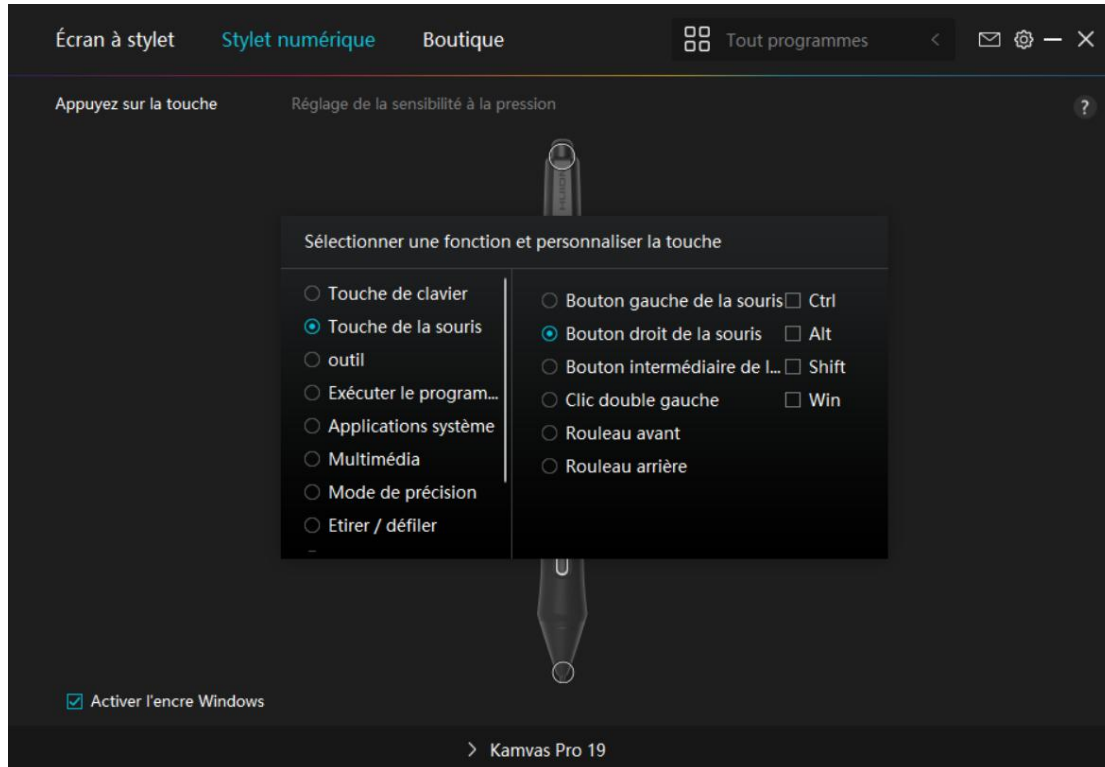 Écran à stylet Stylet numérique Boutique Tout programmes
Appuyez sur la touche Réglage de la sensibilité à la pression ?
HUION
Sélectionner une fonction et personnaliser la touche
Touche de clavier
Touche de la souris
outil
Exécuter le program...
Applications système
Multimédia
Mode de précision
Etirer / défiler
Bouton gauche de la souris Ctrl
Bouton droit de la souris Alt
Bouton intermédiaire de l... Shift
Clic double gauche Win
Rouleau avant
Rouleau arrière
Activer l'encre Windows
Kamvas Pro 19